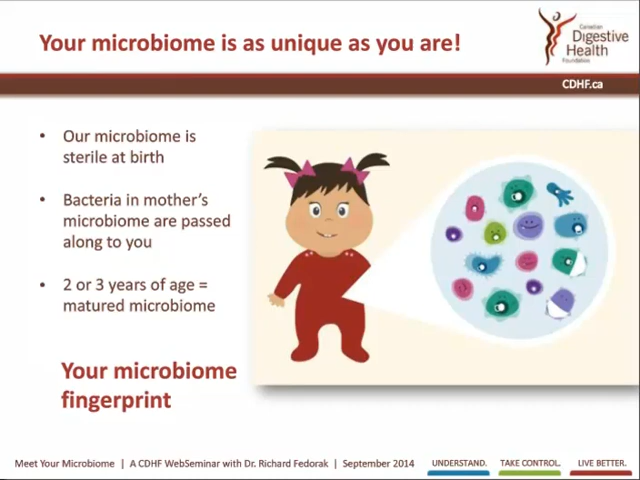 Your microbiome is as unique as you are!
Canadian
Digestive
Health
Foundation
CDHF.ca
• Our microbiome is
sterile at birth
• Bacteria in mother's
microbiome are passed
along to you
• 2 or 3 years of age =
matured microbiome
Your microbiome
fingerprint
Meet Your Microbiome | A CDHF WebSeminar with Dr. Richard Fedorak | September 2014
UNDERSTAND. TAKE CONTROL. LIVE BETTER.